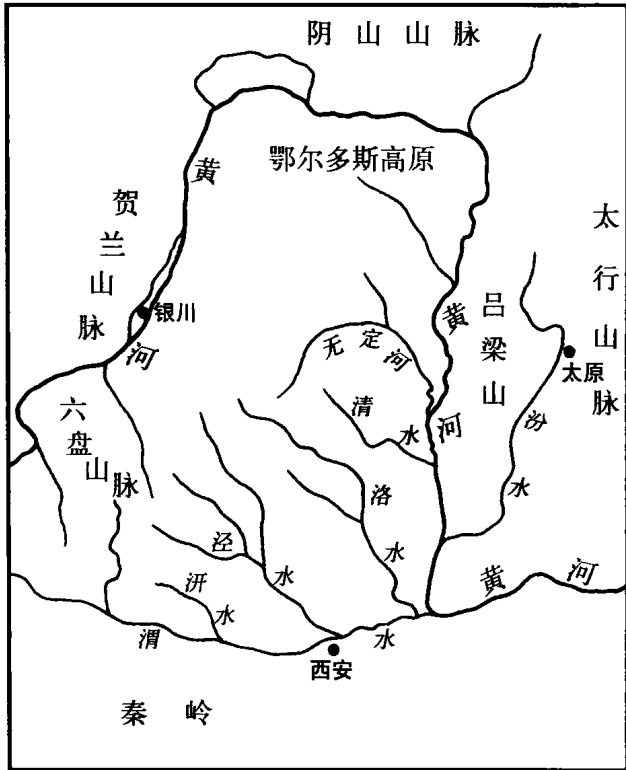 阴山山脉
鄂尔多斯高原
黄河
贺兰山脉
银川
太行山脉
吕梁山
黄河
太原
无定河
清水
汾水
六盘山脉
洛水
泾水
汧水
渭水
黄河
西安
秦岭